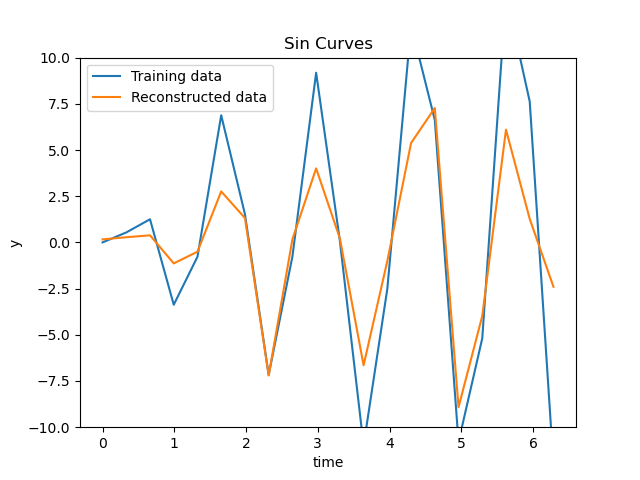 Sin Curves
Training data
Reconstructed data
10.0
7.5
5.0
2.5
0.0
−2.5
−5.0
−7.5
−10.0
y
0 1 2 3 4 5 6
time